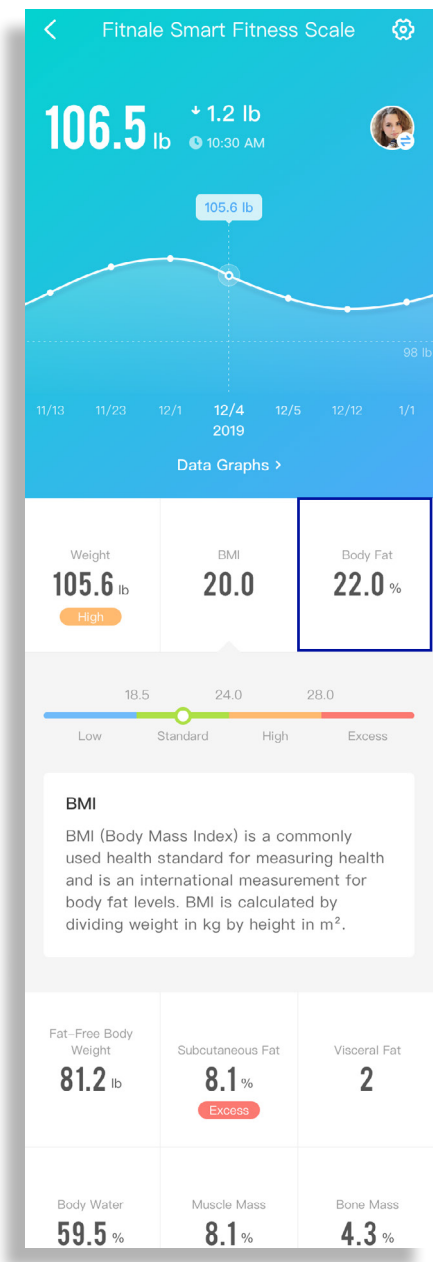 Fitnale Smart Fitness Scale
106.5 lb
1.2 lb
10:30 AM
105.6 lb
98 lb
11/13 11/23 12/1 12/4 12/5 12/12 1/1
2019
Data Graphs >
Weight BMI Body Fat
105.6 lb 20.0 22.0 %
High
18.5 24.0 28.0
Low Standard High Excess
BMI
BMI (Body Mass Index) is a commonly
used health standard for measuring health
and is an international measurement for
body fat levels. BMI is calculated by
dividing weight in kg by height in m².
Fat-Free Body
Weight Subcutaneous Fat Visceral Fat
81.2 lb 8.1 % 2
Excess
Body Water Muscle Mass Bone Mass
59.5 % 8.1 % 4.3 %